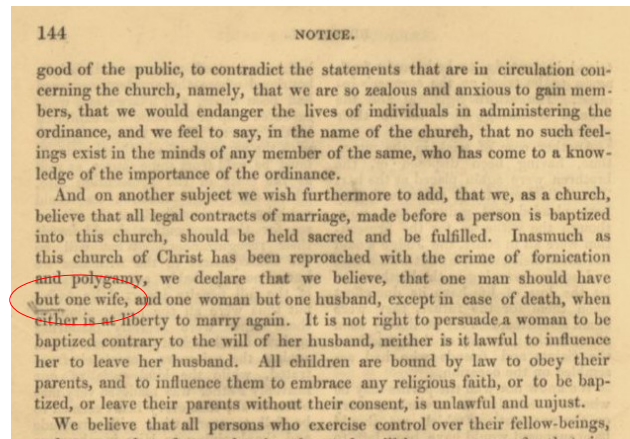 144 NOTICE.
good of the public, to contradict the statements that are in circulation con-
cerning the church, namely, that we are so zealous and anxious to gain mem-
bers, that we would endanger the lives of individuals in administering the
ordinance, and we feel to say, in the name of the church, that no such feel-
ings exist in the minds of any member of the same, who has come to a know-
ledge of the importance of the ordinance.
And on another subject we wish furthermore to add, that we, as a church,
believe that all legal contracts of marriage, made before a person is baptized
into this church, should be held sacred and be fulfilled. Inasmuch as
this church of Christ has been reproached with the crime of fornication
and polygamy, we declare that we believe, that one man should have
but one wife, and one woman but one husband, except in case of death, when
either is at liberty to marry again. It is not right to persuade a woman to be
baptized contrary to the will of her husband, neither is it lawful to influence
her to leave her husband. All children are bound by law to obey their
parents, and to influence them to embrace any religious faith, or to be bap-
tized, or leave their parents without their consent, is unlawful and unjust.
We believe that all persons who exercise control over their fellow-beings,